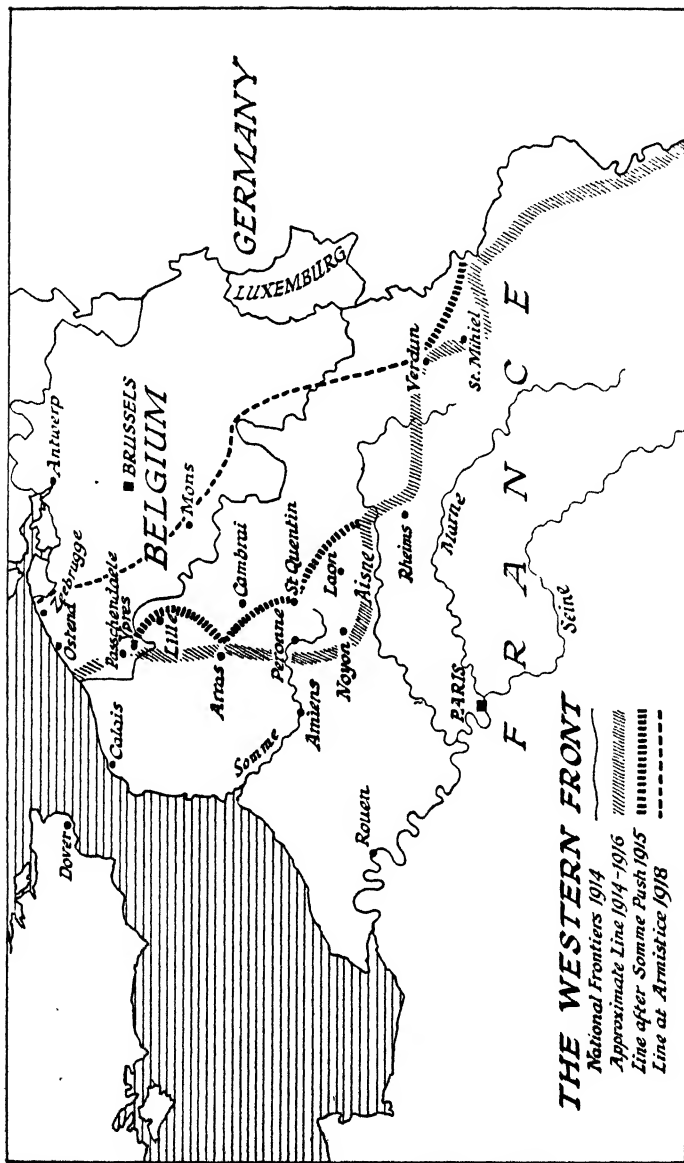 Dover
Calais
Ostend
Zeebrugge
Antwerp
Paschendaele
Ypres
BRUSSELS
BELGIUM
Lille
Mons
GERMANY
LUXEMBURG
Arras
Cambrai
Somme
Peronne
St Quentin
Amiens
Noyon
Laon
Aisne
Rouen
Rheims
Verdun
St. Mihiel
Marne
PARIS
Seine
FRANCE
THE WESTERN FRONT
National Frontiers 1914
Approximate Line 1914-1916
Line after Somme Push 1915
Line at Armistice 1918